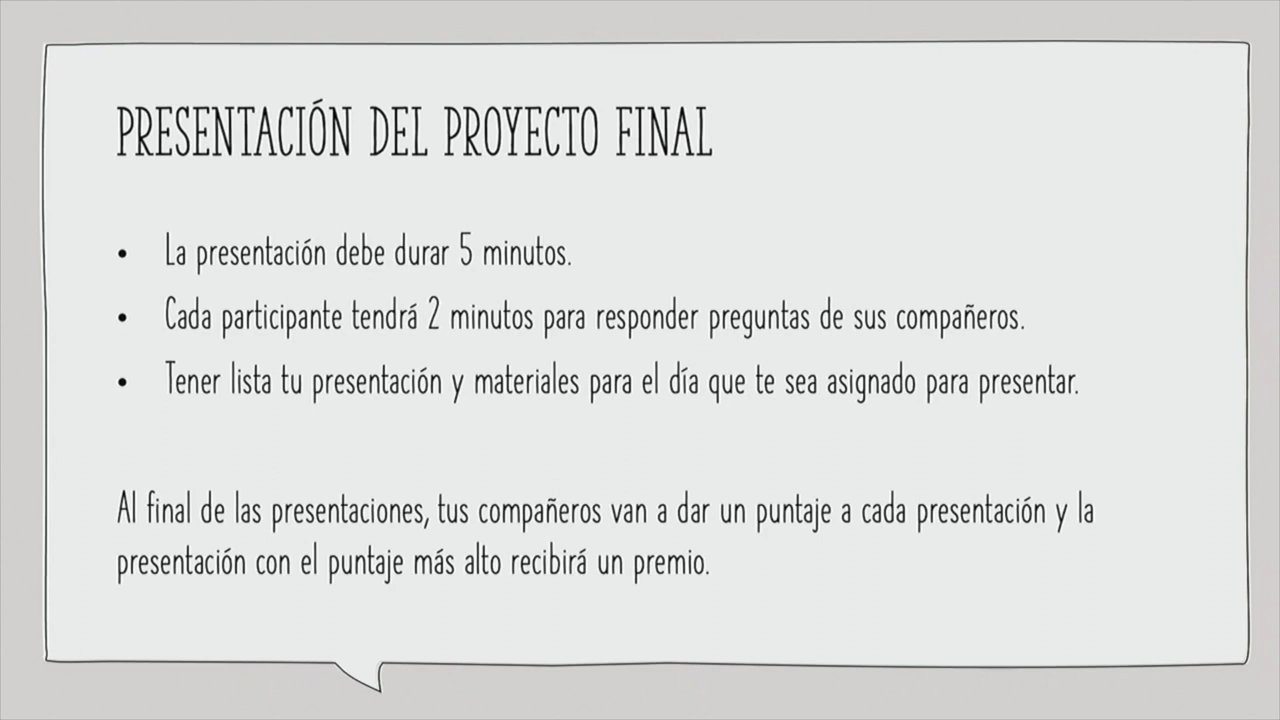 PRESENTACIÓN DEL PROYECTO FINAL
• La presentación debe durar 5 minutos.
• Cada participante tendrá 2 minutos para responder preguntas de sus compañeros.
• Tener lista tu presentación y materiales para el día que te sea asignado para presentar.
Al final de las presentaciones, tus compañeros van a dar un puntaje a cada presentación y la
presentación con el puntaje más alto recibirá un premio.